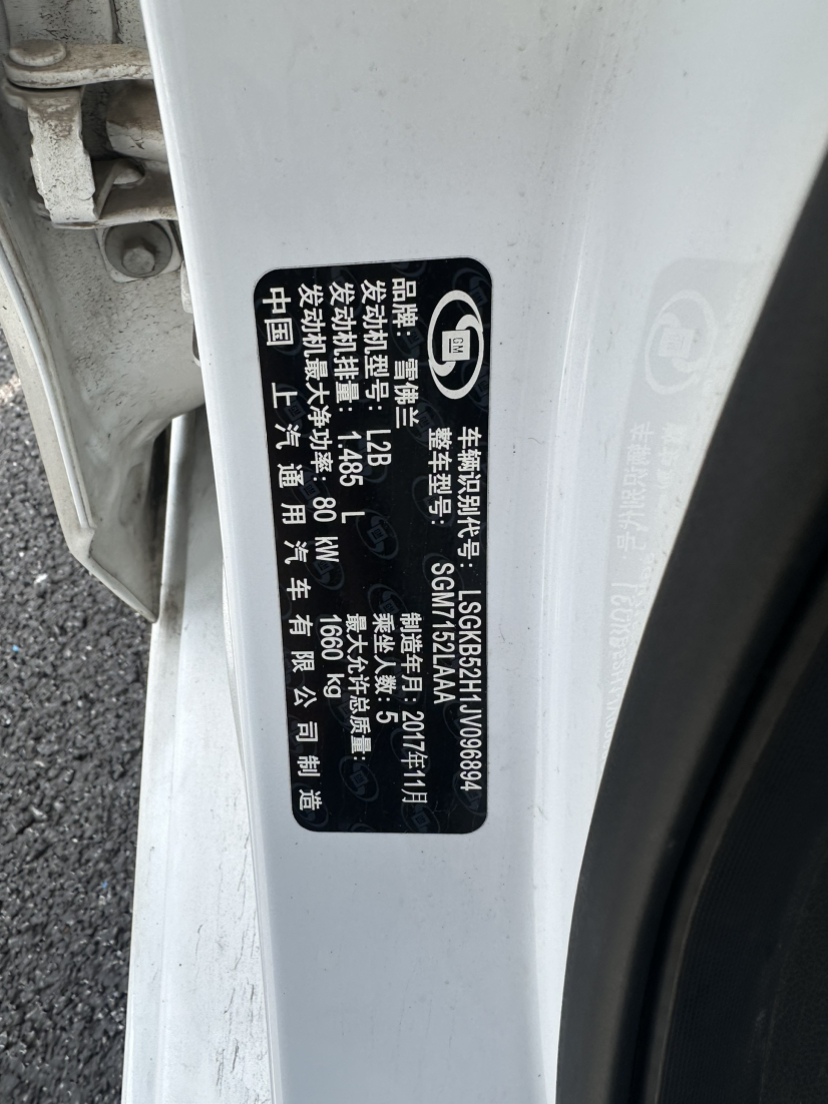 GM
车辆识别代号: LSGKB52H1JV096894
整车型号: SGM7152LAAA
品牌: 雪佛兰
制造年月: 2017年11月
发动机型号: L2B
乘坐人数: 5
发动机排量: 1.485 L
最大允许总质量:
发动机最大净功率: 80 kW
1660 kg
中国 上汽通用汽车有限公司制造